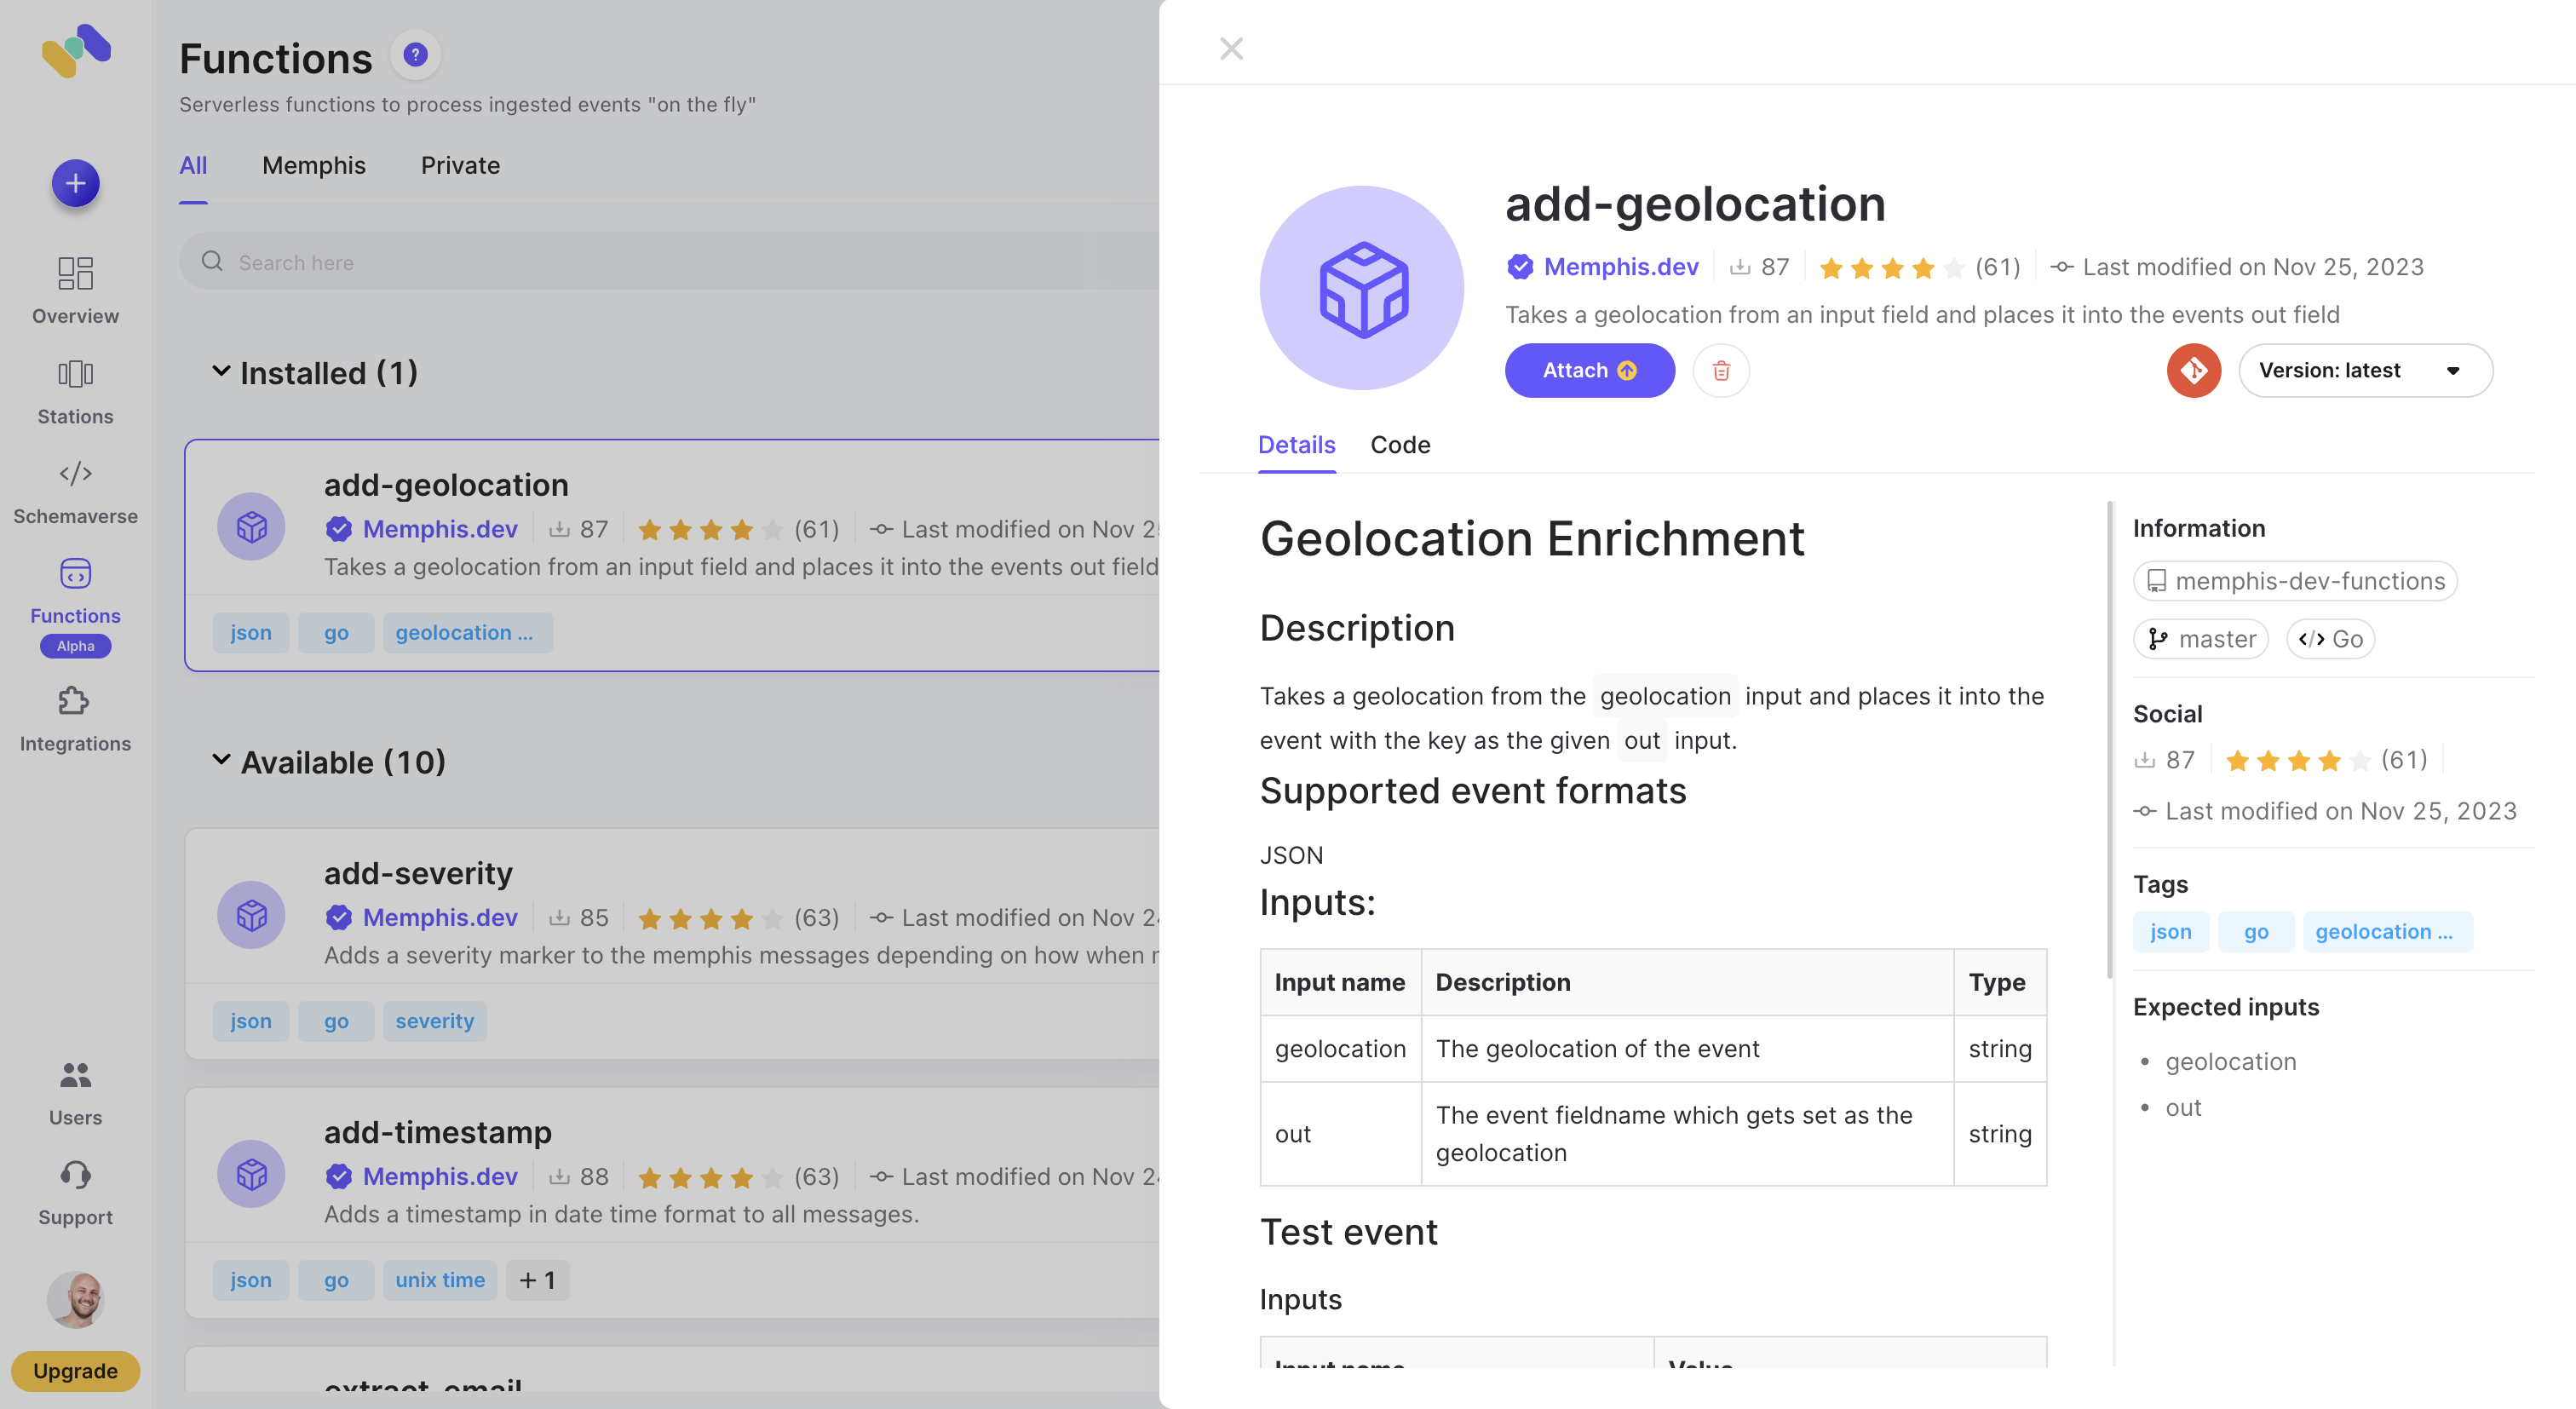 Functions
?
Serverless functions to process ingested events "on the fly"
All
Memphis
Private
Search here
Overview
Stations
Schemaverse
Functions
Alpha
Integrations
Users
Support
Upgrade
Installed (1)
add-geolocation
Memphis.dev
87
(61)
Last modified on Nov 2
Takes a geolocation from an input field and places it into the events out field
json
go
geolocation ...
Available (10)
add-severity
Memphis.dev
85
(63)
Last modified on Nov 2
Adds a severity marker to the memphis messages depending on how when
json
go
severity
add-timestamp
Memphis.dev
88
(63)
Last modified on Nov 2
Adds a timestamp in date time format to all messages.
json
go
unix time
+ 1
add-geolocation
Memphis.dev
87
(61)
Last modified on Nov 25, 2023
Takes a geolocation from an input field and places it into the events out field
Attach
Version: latest
Details
Code
Geolocation Enrichment
Description
Takes a geolocation from the geolocation input and places it into the
event with the key as the given out input.
Supported event formats
JSON
Inputs:
Input name Description Type
geolocation The geolocation of the event string
out The event fieldname which gets set as the geolocation string
Test event
Inputs
Input name Value
Information
memphis-dev-functions
master
Go
Social
87
(61)
Last modified on Nov 25, 2023
Tags
json
go
geolocation ...
Expected inputs
• geolocation
• out